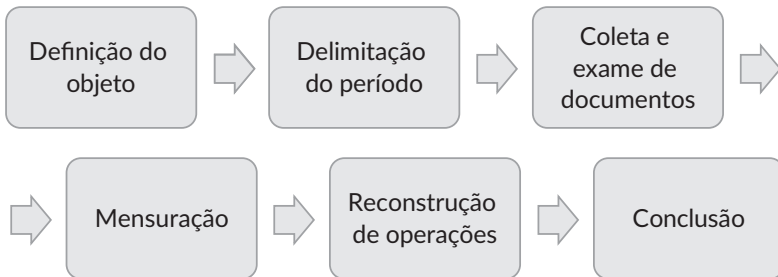 Definição do
objeto
Delimitação
do período
Coleta e
exame de
documentos
Mensuração
Reconstrução
de operações
Conclusão